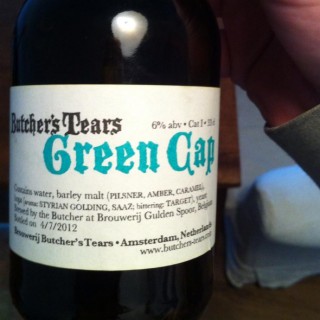 Butcher's Tears
6% abv • Cat I • 33 cl
Green Cap
Contains water, barley malt (PILSNER, AMBER, CARAMEL),
hops (aroma: STYRIAN GOLDING, SAAZ; bittering: TARGET), yeast
Brewed by the Butcher at Brouwerij Gulden Spoor, Belgium
Bottled on 4/7/2012
Brouwerij Butcher's Tears • Amsterdam, Netherlands
www.butchers-tears.com